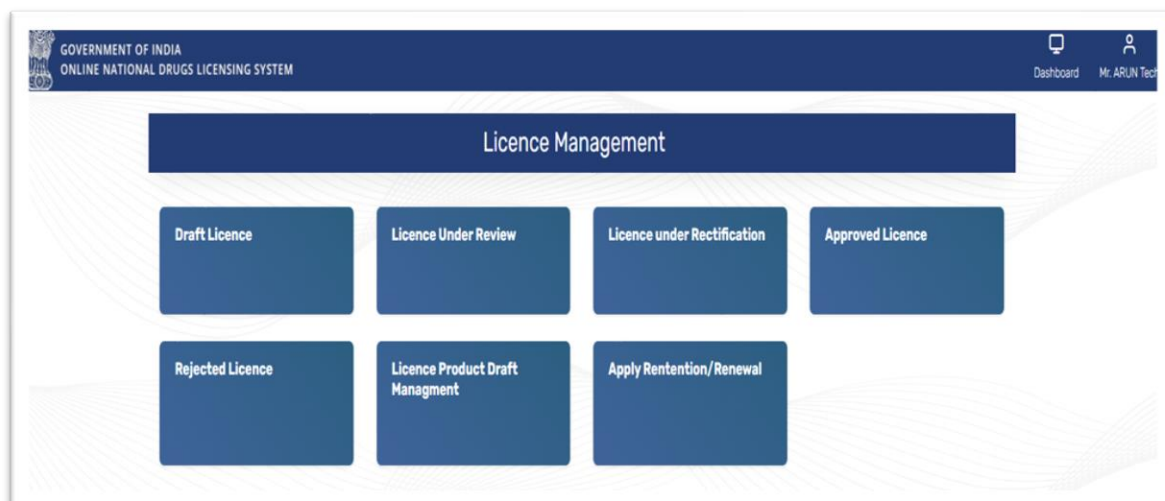 GOVERNMENT OF INDIA
ONLINE NATIONAL DRUGS LICENSING SYSTEM
Dashboard
Mr. ARUN Tech
Licence Management
Draft Licence
Licence Under Review
Licence under Rectification
Approved Licence
Rejected Licence
Licence Product Draft
Managment
Apply Rentention/Renewal